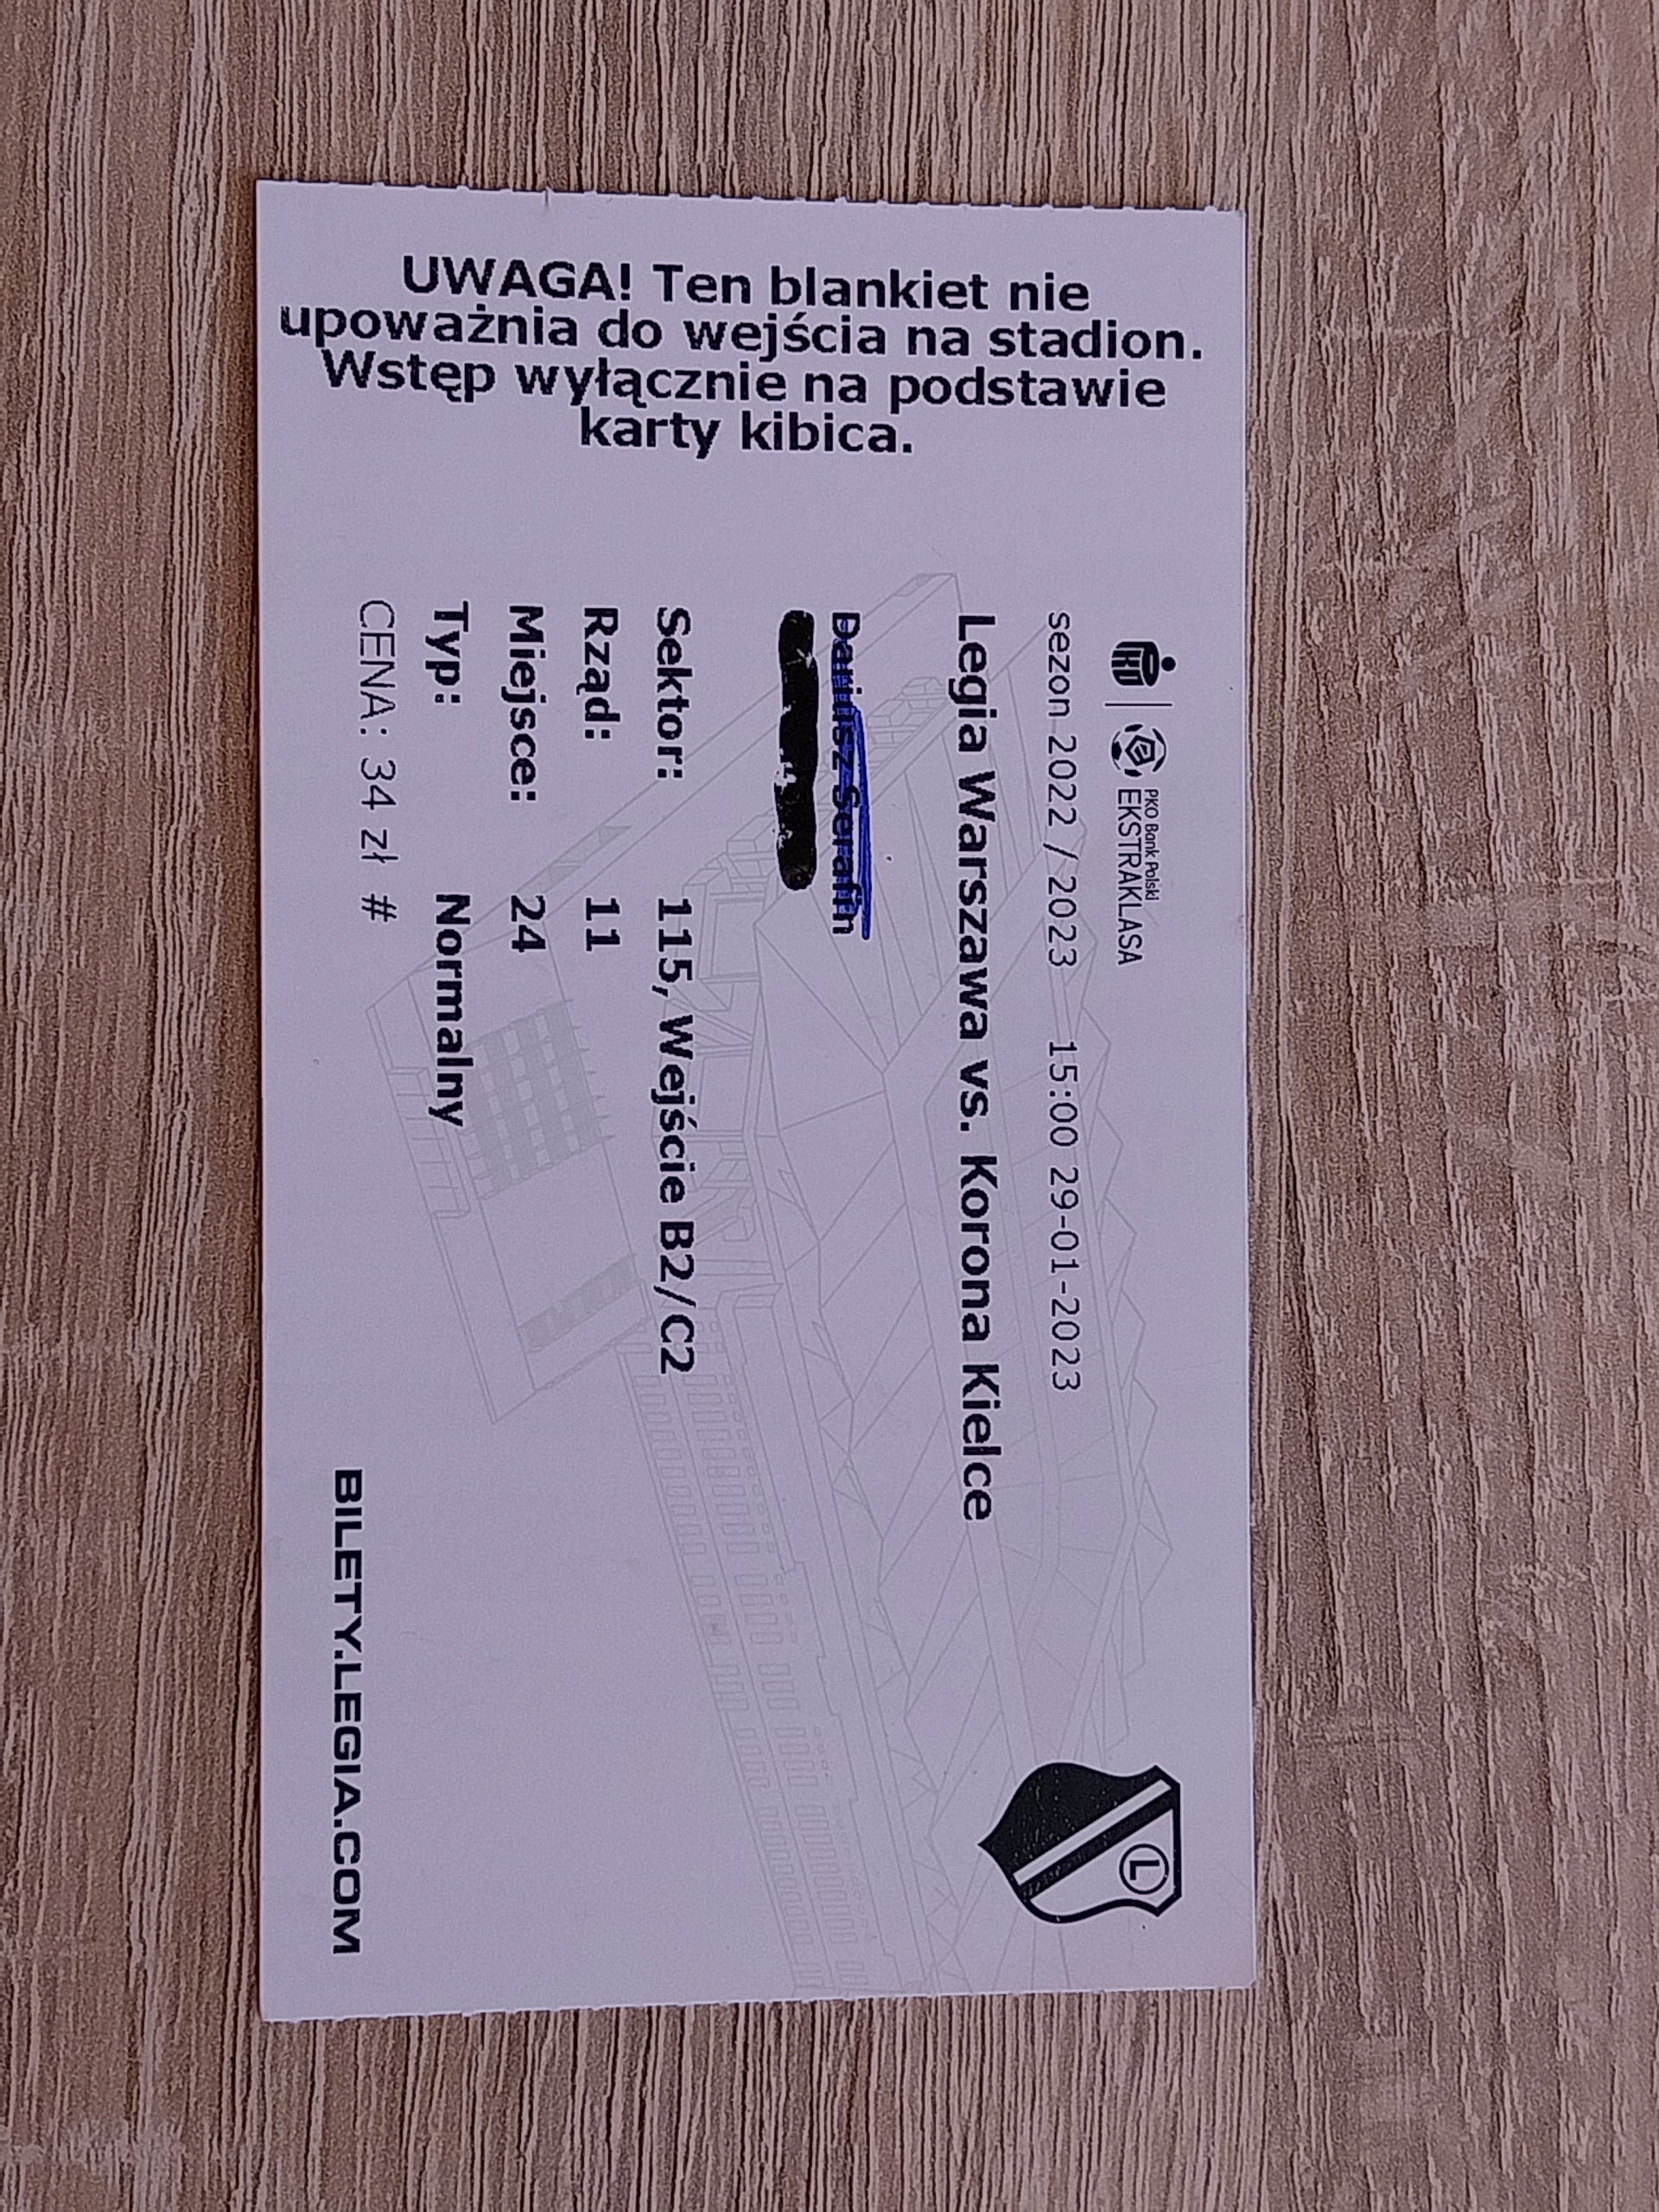 UWAGA! Ten blankiet nie
upoważnia do wejścia na stadion.
Wstęp wyłącznie na podstawie
karty kibica.
PKO Bank Polski
EKSTRAKLASA
sezon 2022 / 2023 15:00 29-01-2023
Legia Warszawa vs. Korona Kielce
Dariusz Serafin
Sektor: 115, Wejście B2/C2
Rząd: 11
Miejsce: 24
Typ: Normalny
CENA: 34 zł #
BILETY.LEGIA.COM
L